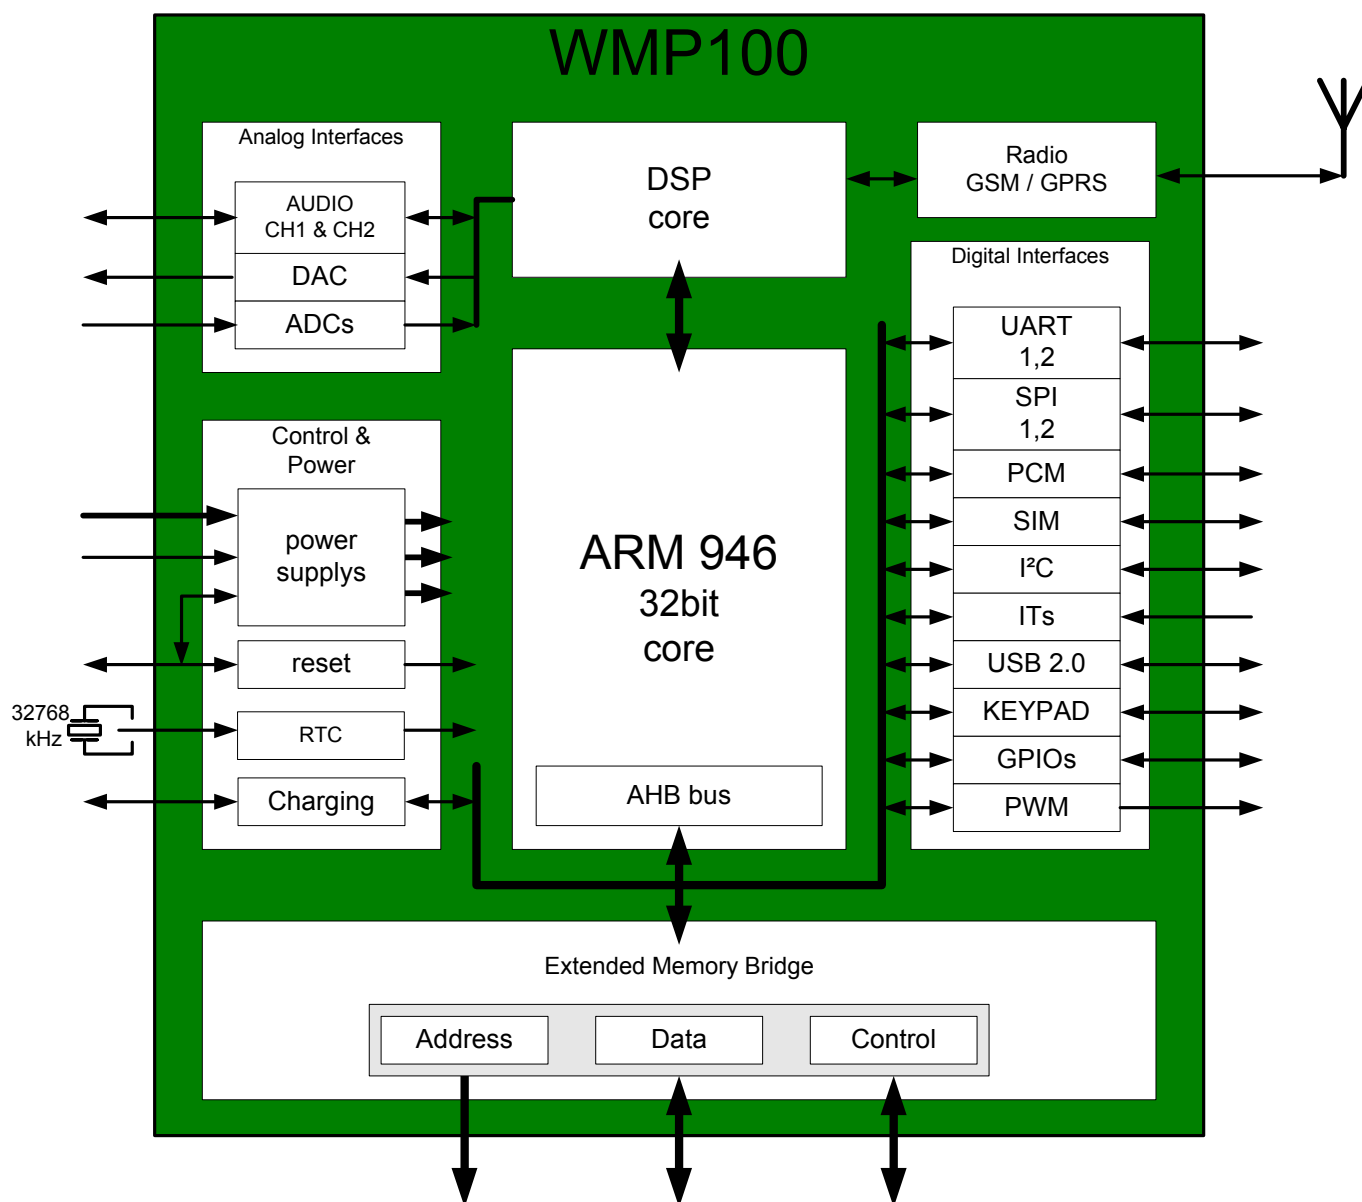 WMP100
Analog Interfaces
AUDIO
CH1 & CH2
DAC
ADCs
DSP
core
Radio
GSM / GPRS
Digital Interfaces
UART
1,2
SPI
1,2
PCM
SIM
I²C
ITs
USB 2.0
KEYPAD
GPIOs
PWM
Control &
Power
power
supplys
reset
32768
kHz
RTC
Charging
ARM 946
32bit
core
AHB bus
Extended Memory Bridge
Address
Data
Control